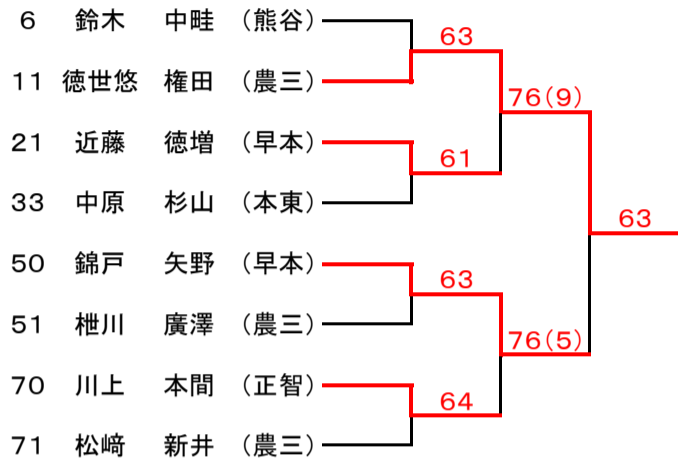 6 鈴木 中畦 (熊谷)
63
11 徳世悠 権田 (農三)
76(9)
21 近藤 徳増 (早本)
61
33 中原 杉山 (本東)
63
50 錦戸 矢野 (早本)
63
51 枻川 廣澤 (農三)
76(5)
70 川上 本間 (正智)
64
71 松﨑 新井 (農三)